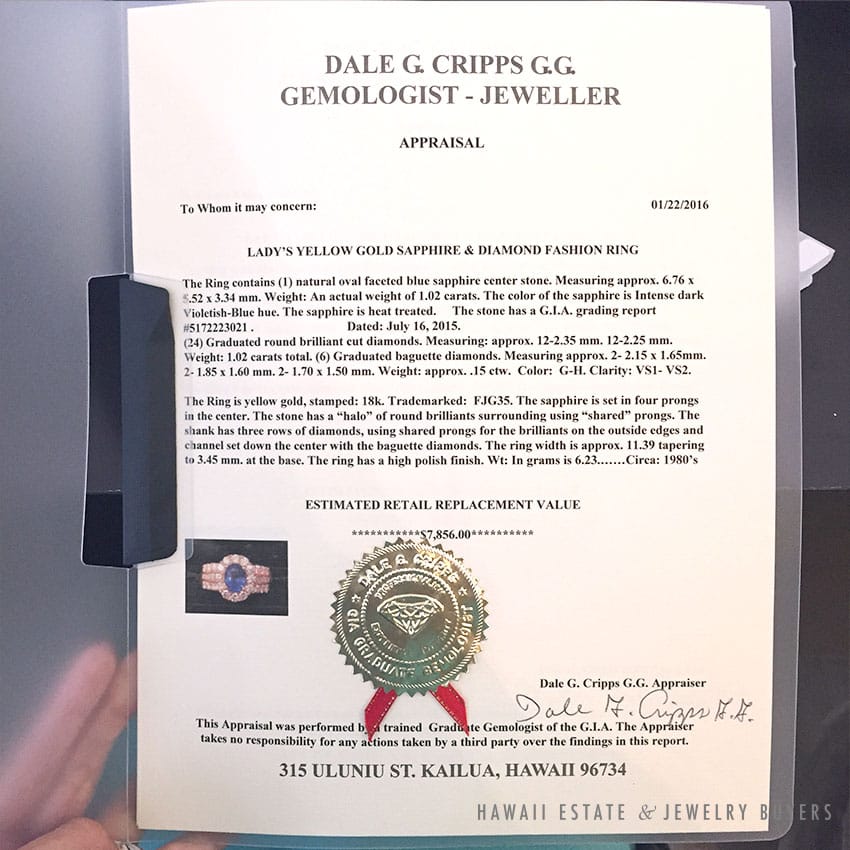 DALE G. CRIPPS G.G.
GEMOLOGIST - JEWELLER
APPRAISAL
To Whom it may concern: 01/22/2016
LADY'S YELLOW GOLD SAPPHIRE & DIAMOND FASHION RING
The Ring contains (1) natural oval faceted blue sapphire center stone. Measuring approx. 6.76 x
5.52 x 3.34 mm. Weight: An actual weight of 1.02 carats. The color of the sapphire is Intense dark
Violetish-Blue hue. The sapphire is heat treated. The stone has a G.I.A. grading report
#5172223021 . Dated: July 16, 2015.
(24) Graduated round brilliant cut diamonds. Measuring: approx. 12-2.35 mm. 12-2.25 mm.
Weight: 1.02 carats total. (6) Graduated baguette diamonds. Measuring approx. 2- 2.15 x 1.65mm.
2- 1.85 x 1.60 mm. 2- 1.70 x 1.50 mm. Weight: approx. .15 ctw. Color: G-H. Clarity: VS1- VS2.
The Ring is yellow gold, stamped: 18k. Trademarked: FJG35. The sapphire is set in four prongs
in the center. The stone has a "halo" of round brilliants surrounding using "shared" prongs. The
shank has three rows of diamonds, using shared prongs for the brilliants on the outside edges and
channel set down the center with the baguette diamonds. The ring width is approx. 11.39 tapering
to 3.45 mm. at the base. The ring has a high polish finish. Wt: In grams is 6.23.......Circa: 1980's
ESTIMATED RETAIL REPLACEMENT VALUE
***********$7,856.00**********
DALE G. CRIPPS
GIA GRADUATE GEMOLOGIST
Dale G. Cripps G.G. Appraiser
Dale G. Cripps G.G.
This Appraisal was performed by a trained Graduate Gemologist of the G.I.A. The Appraiser
takes no responsibility for any actions taken by a third party over the findings in this report.
315 ULUNIU ST. KAILUA, HAWAII 96734
HAWAII ESTATE & JEWELRY BUYERS